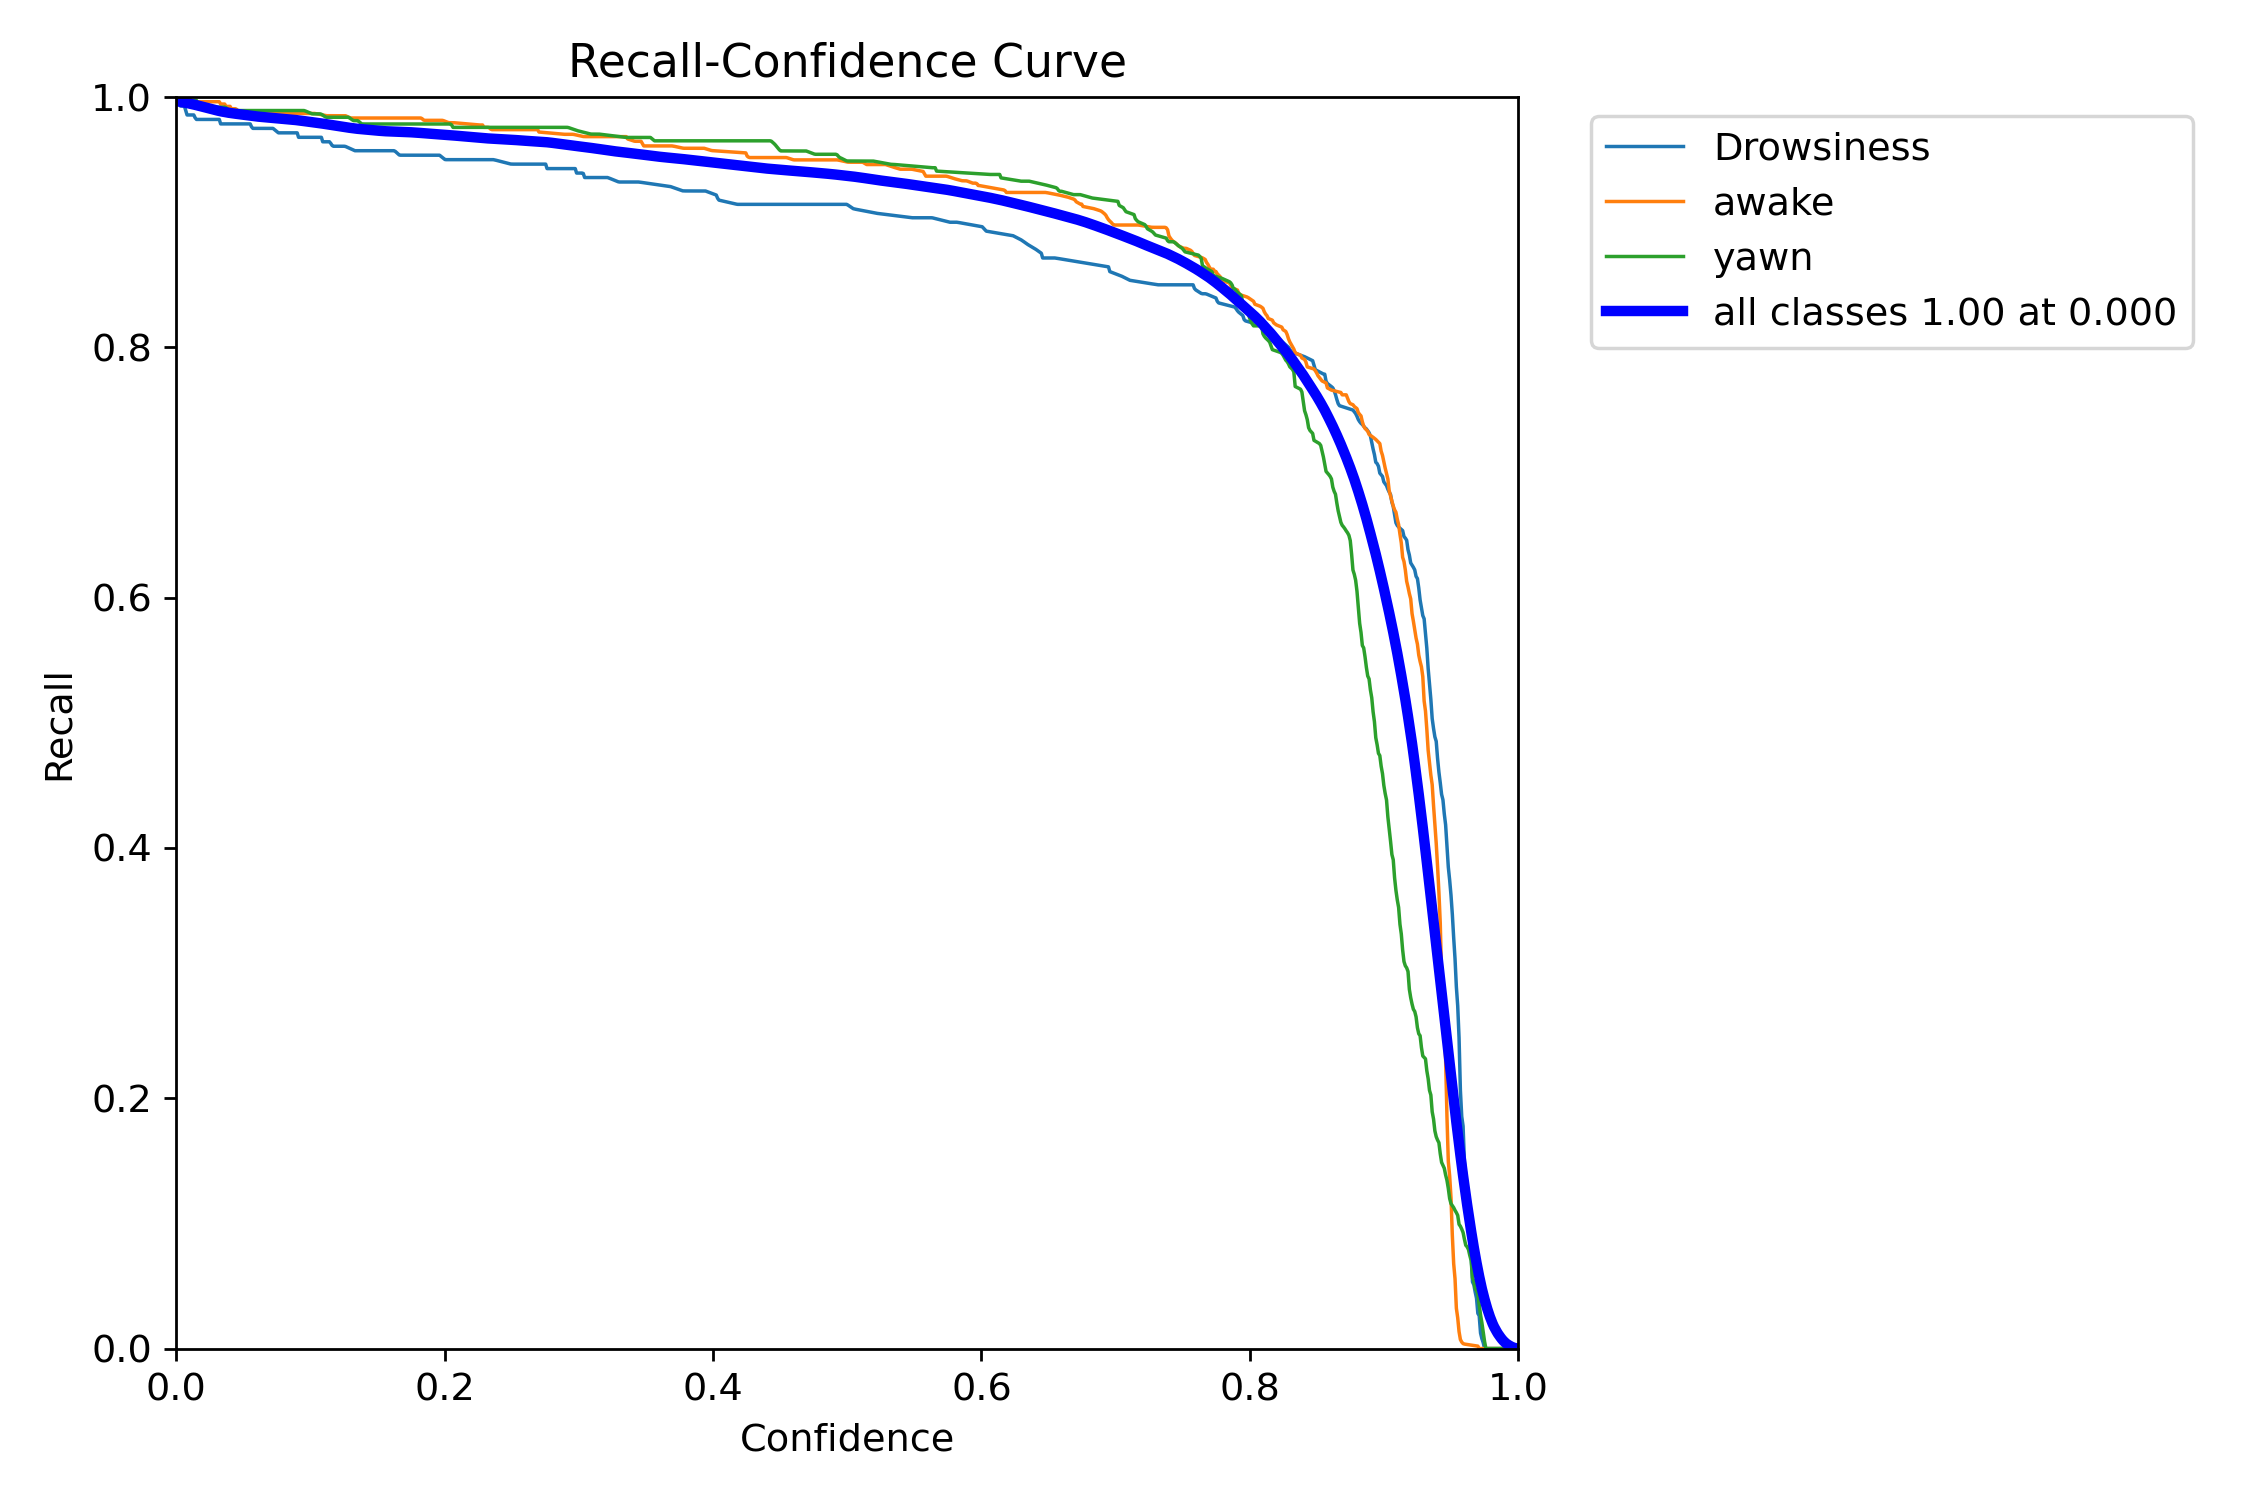 Recall-Confidence Curve
1.0
0.8
0.6
0.4
0.2
0.0
Recall
0.0 0.2 0.4 0.6 0.8 1.0
Confidence
Drowsiness
awake
yawn
all classes 1.00 at 0.000